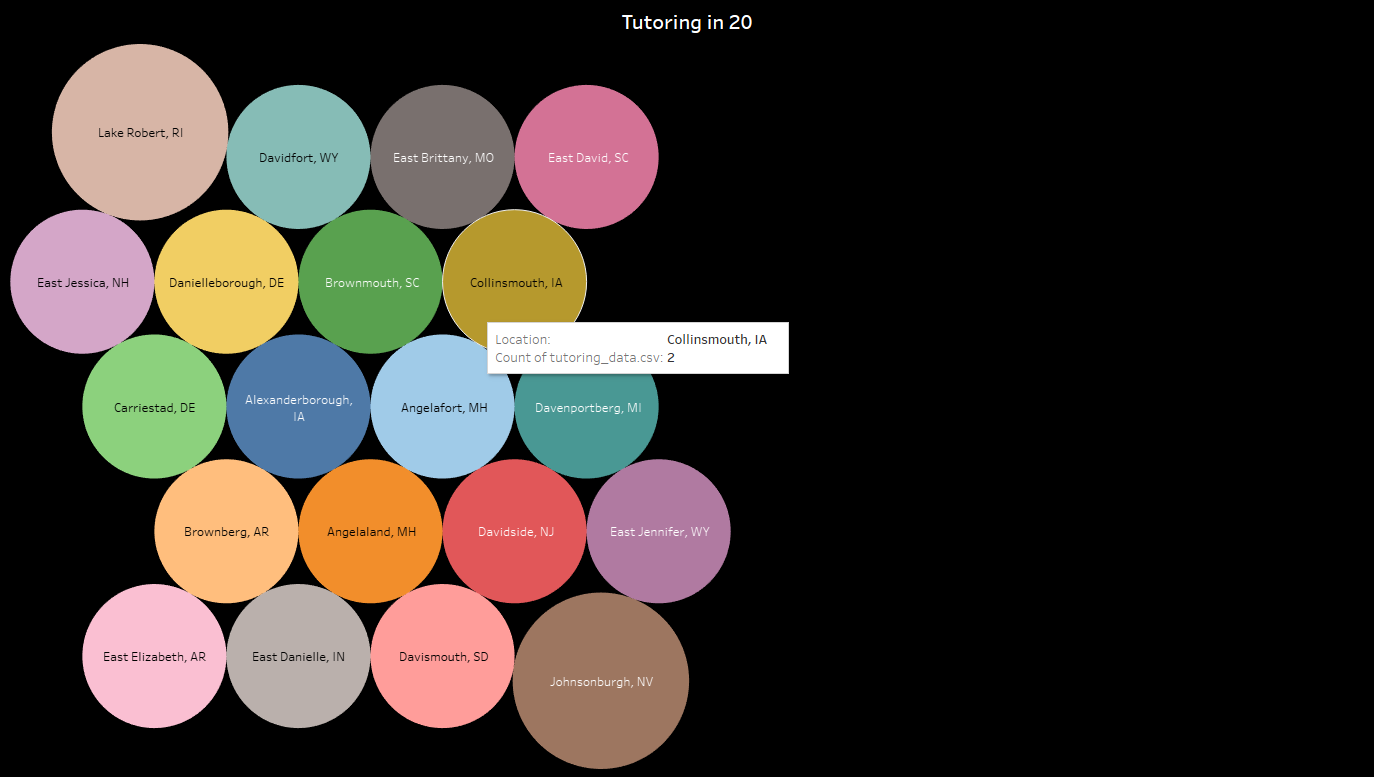 Tutoring in 20
Lake Robert, RI
Davidfort, WY
East Brittany, MO
East David, SC
East Jessica, NH
Danielleborough, DE
Brownmouth, SC
Collinsmouth, IA
Location: Collinsmouth, IA
Count of tutoring_data.csv: 2
Carriestad, DE
Alexanderborough,
IA
Angelafort, MH
Davenportberg, MI
Brownberg, AR
Angelaland, MH
Davidside, NJ
East Jennifer, WY
East Elizabeth, AR
East Danielle, IN
Davismouth, SD
Johnsonburgh, NV